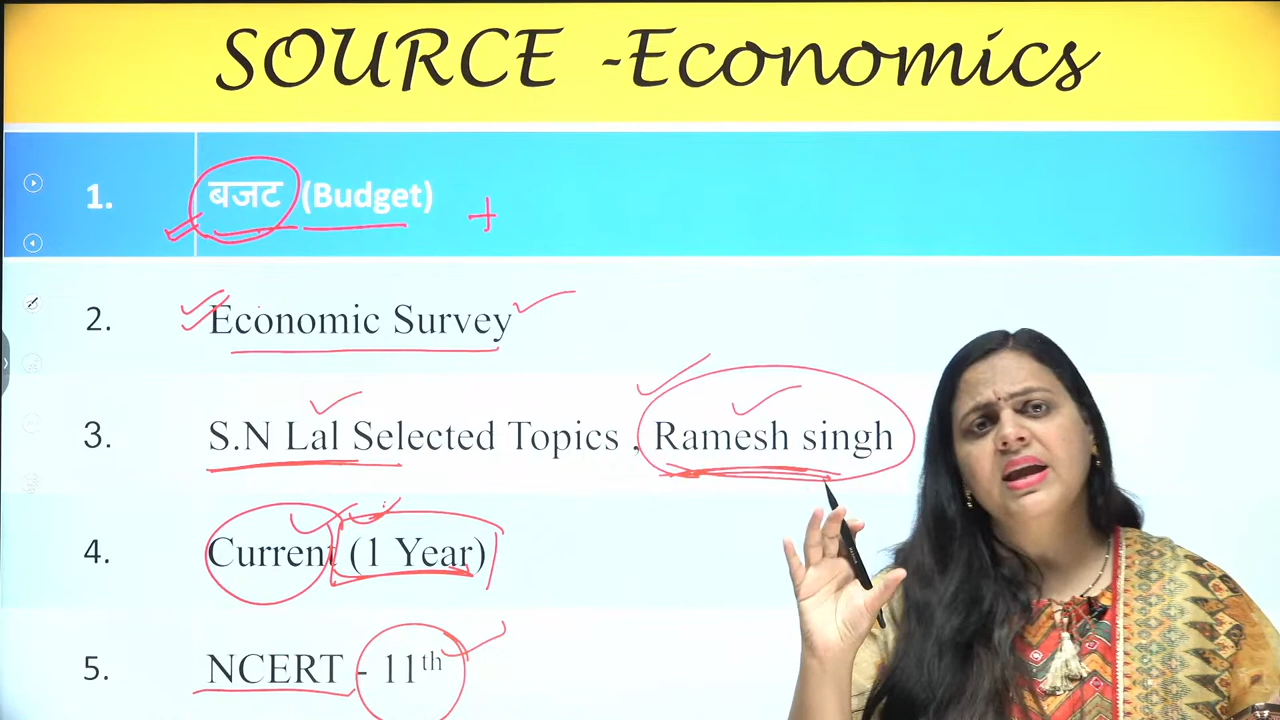 SOURCE -Economics
1. बजट (Budget) +
2. Economic Survey
3. S.N Lal Selected Topics , Ramesh singh
4. Current (1 Year)
5. NCERT - 11th